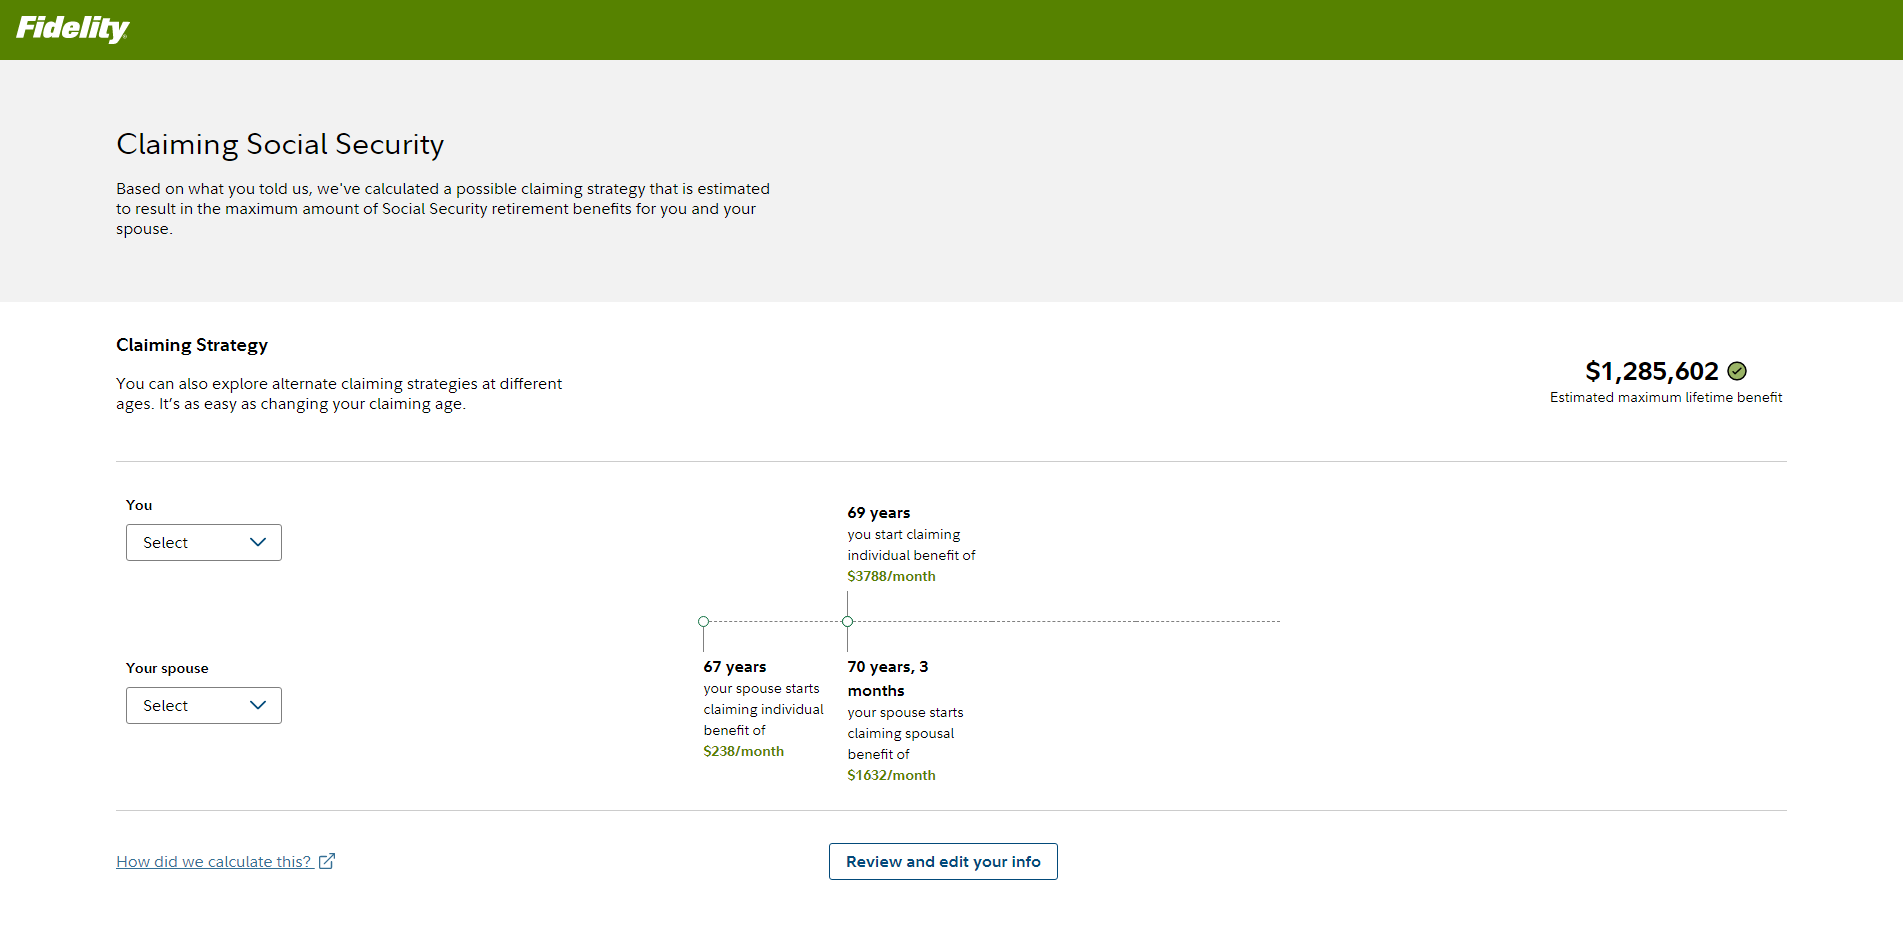 Fidelity
Claiming Social Security
Based on what you told us, we've calculated a possible claiming strategy that is estimated
to result in the maximum amount of Social Security retirement benefits for you and your
spouse.
Claiming Strategy
You can also explore alternate claiming strategies at different
ages. It's as easy as changing your claiming age.
$1,285,602
Estimated maximum lifetime benefit
You
Select
69 years
you start claiming
individual benefit of
$3788/month
Your spouse
Select
67 years
your spouse starts
claiming individual
benefit of
$238/month
70 years, 3
months
your spouse starts
claiming spousal
benefit of
$1632/month
How did we calculate this?
Review and edit your info